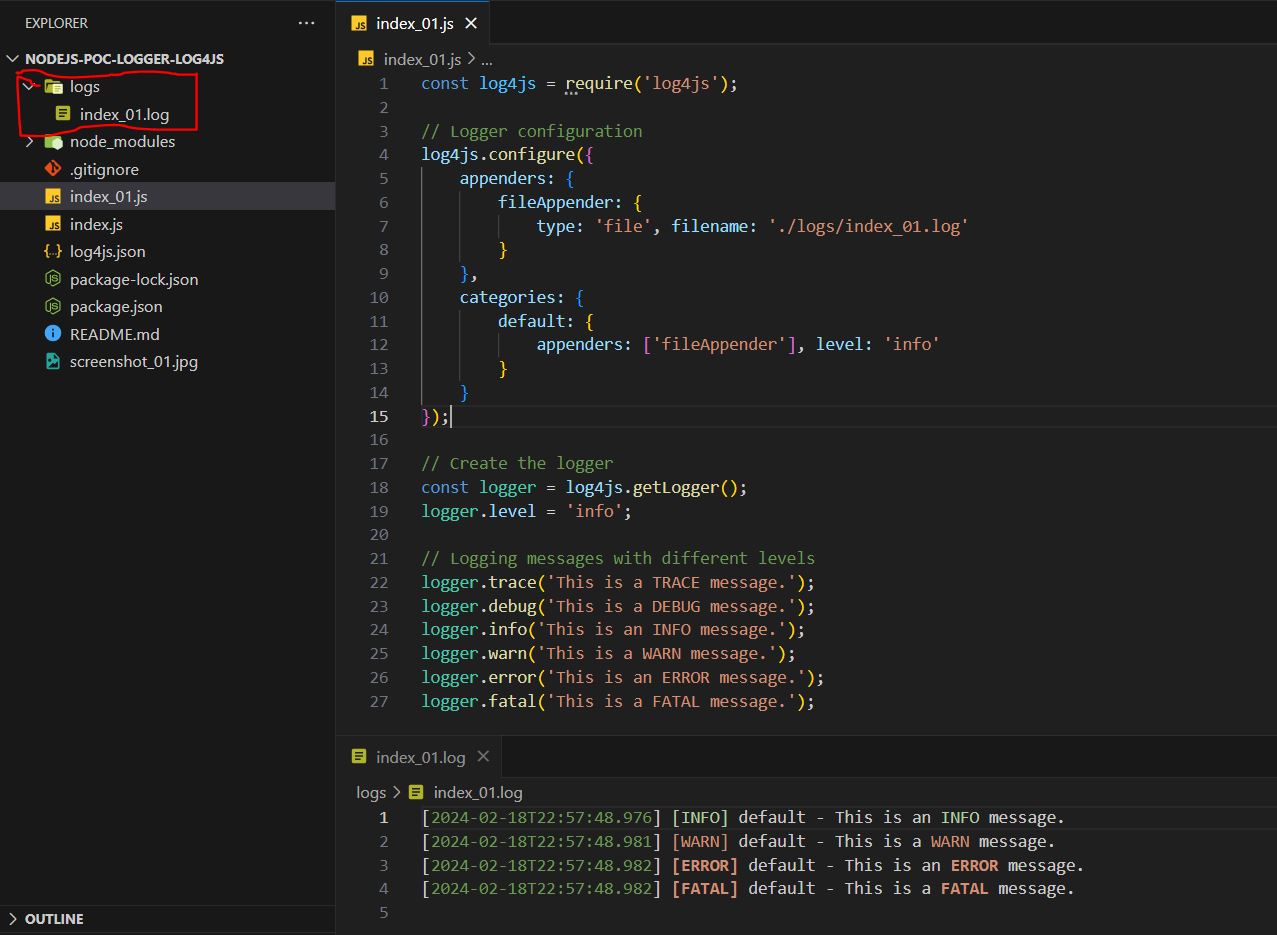 EXPLORER
NODEJS-POC-LOGGER-LOG4JS
logs
index_01.log
node_modules
.gitignore
JS index_01.js
JS index.js
{..} log4js.json
package-lock.json
package.json
README.md
screenshot_01.jpg
OUTLINE
JS index_01.js
JS index_01.js > ...
1 const log4js = require('log4js');
2
3 // Logger configuration
4 log4js.configure({
5     appenders: {
6         fileAppender: {
7             type: 'file', filename: './logs/index_01.log'
8         }
9     },
10     categories: {
11         default: {
12             appenders: ['fileAppender'], level: 'info'
13         }
14     }
15 });
16
17 // Create the logger
18 const logger = log4js.getLogger();
19 logger.level = 'info';
20
21 // Logging messages with different levels
22 logger.trace('This is a TRACE message.');
23 logger.debug('This is a DEBUG message.');
24 logger.info('This is an INFO message.');
25 logger.warn('This is a WARN message.');
26 logger.error('This is an ERROR message.');
27 logger.fatal('This is a FATAL message.');
index_01.log
logs > index_01.log
1 [2024-02-18T22:57:48.976] [INFO] default - This is an INFO message.
2 [2024-02-18T22:57:48.981] [WARN] default - This is a WARN message.
3 [2024-02-18T22:57:48.982] [ERROR] default - This is an ERROR message.
4 [2024-02-18T22:57:48.982] [FATAL] default - This is a FATAL message.
5